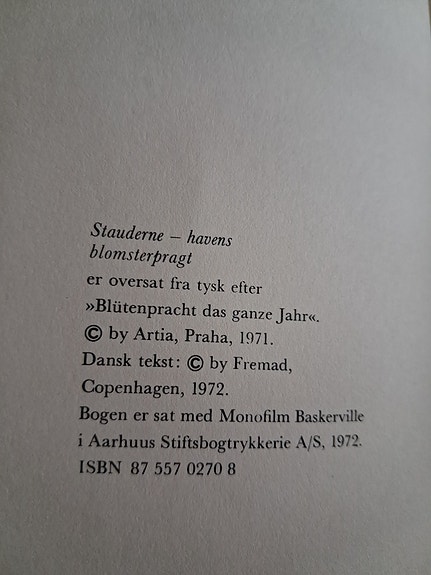 Stauderne – havens
blomsterpragt
er oversat fra tysk efter
»Blütenpracht das ganze Jahr«.
© by Artia, Praha, 1971.
Dansk tekst: © by Fremad,
Copenhagen, 1972.
Bogen er sat med Monofilm Baskerville
i Aarhuus Stiftsbogtrykkerie A/S, 1972.
ISBN 87 557 0270 8